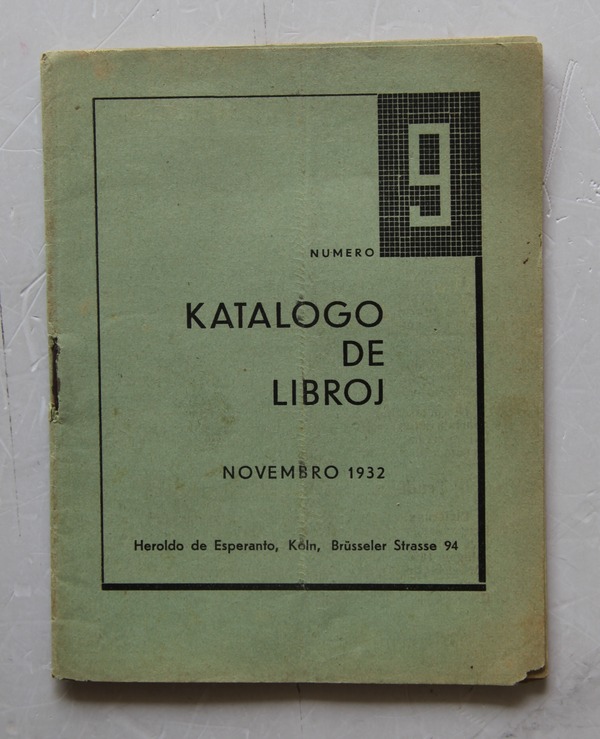 9
NUMERO
KATALOGO
DE
LIBROJ
NOVEMBRO 1932
Heroldo de Esperanto, Köln, Brüsseler Strasse 94